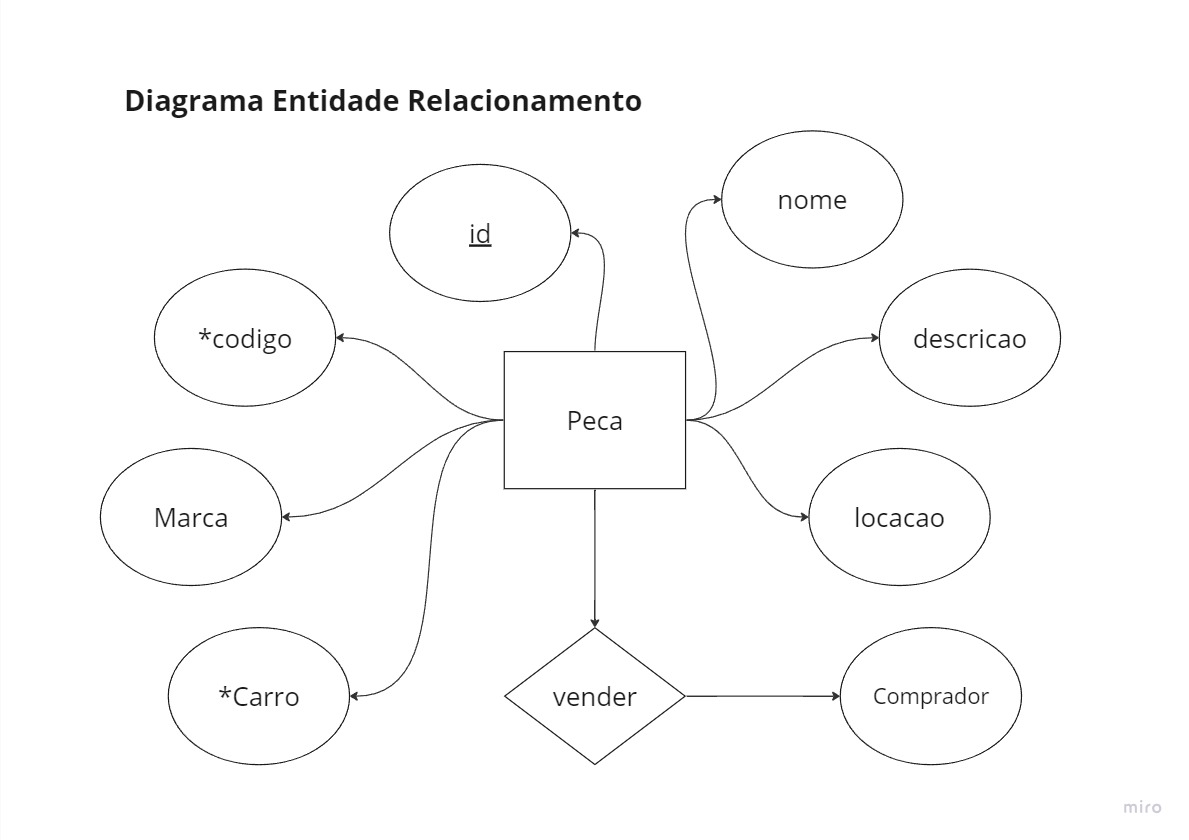 Diagrama Entidade Relacionamento
nome
id
*codigo
descricao
Peca
Marca
locacao
*Carro
vender
Comprador
miro